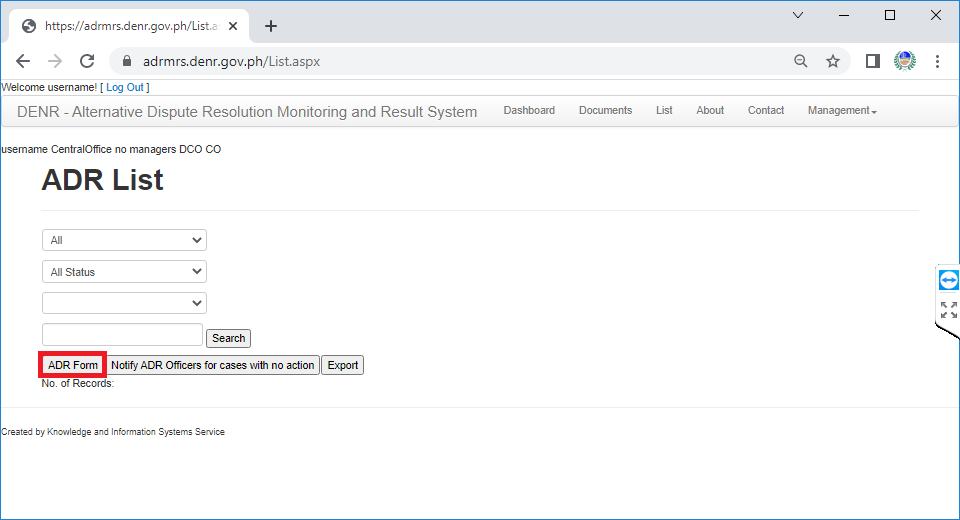 https://adrmrs.denr.gov.ph/List.as
adrmrs.denr.gov.ph/List.aspx
Welcome username! [ Log Out ]
DENR - Alternative Dispute Resolution Monitoring and Result System Dashboard Documents List About Contact Management
username CentralOffice no managers DCO CO
ADR List
All
All Status
Search
ADR Form Notify ADR Officers for cases with no action Export
No. of Records:
Created by Knowledge and Information Systems Service